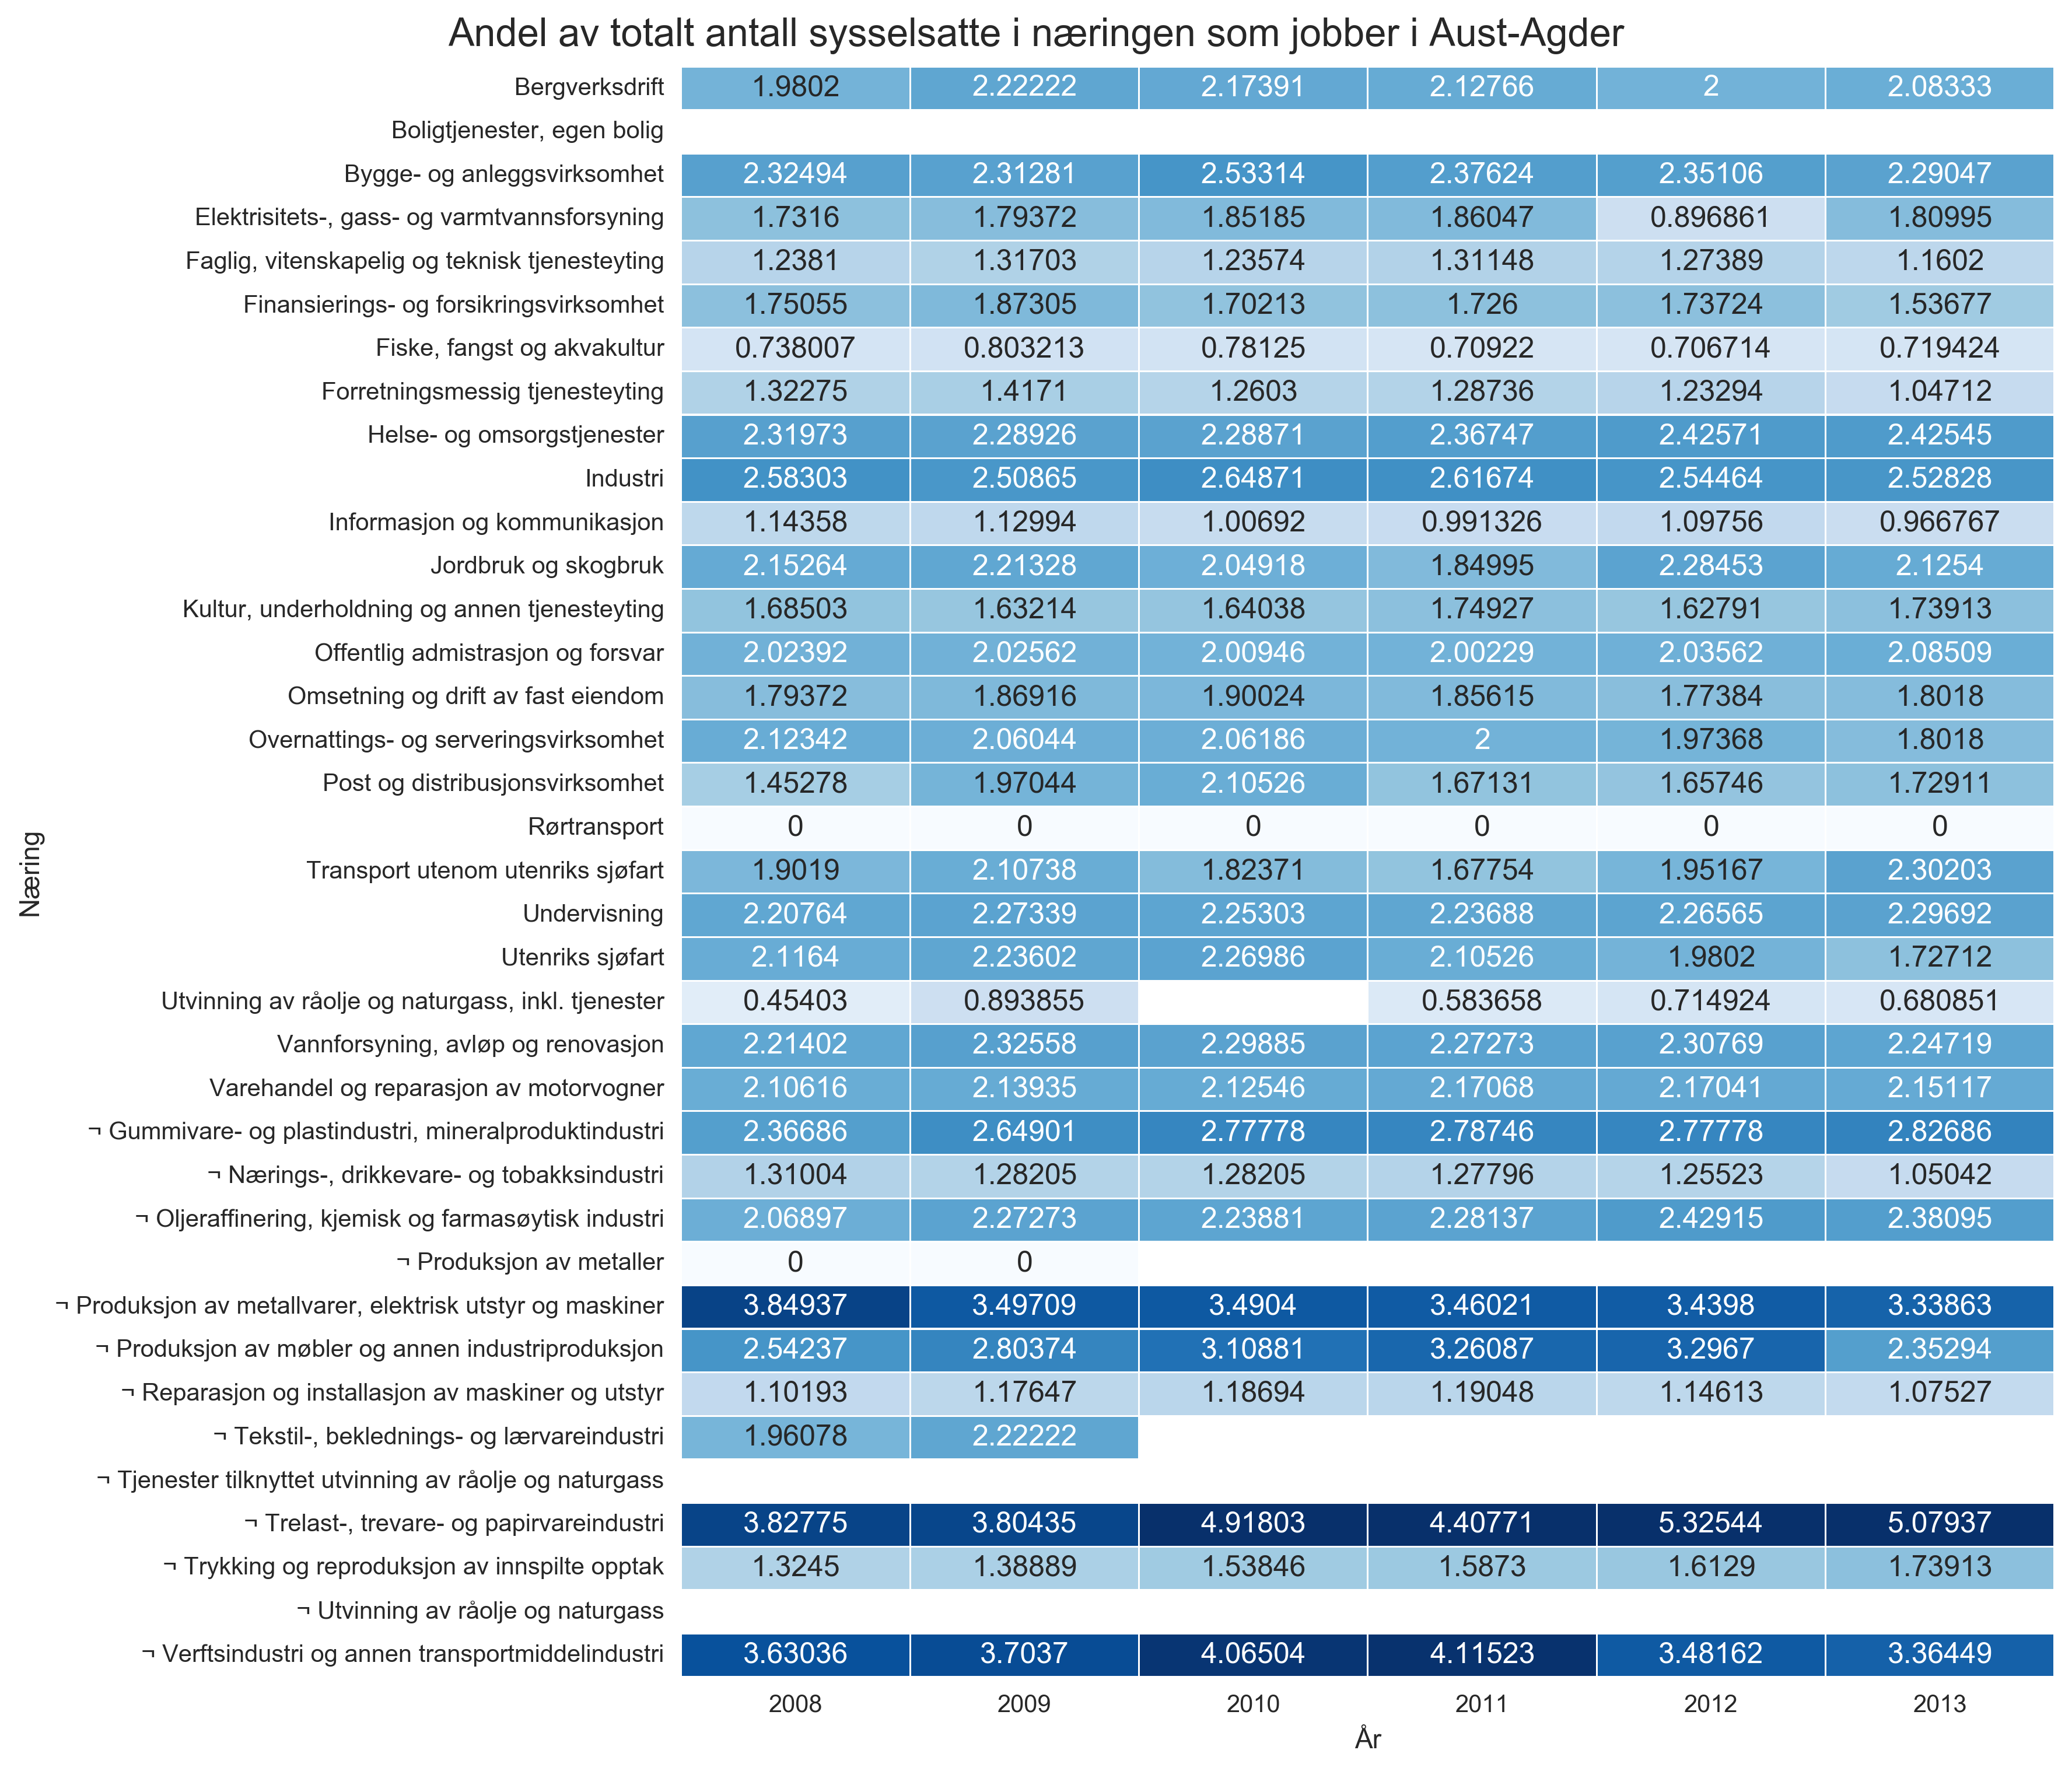 Andel av totalt antall sysselsatte i næringen som jobber i Aust-Agder
Bergverksdrift 1.9802 2.22222 2.17391 2.12766 2 2.08333
Boligtjenester, egen bolig
Bygge- og anleggsvirksomhet 2.32494 2.31281 2.53314 2.37624 2.35106 2.29047
Elektrisitets-, gass- og varmtvannsforsyning 1.7316 1.79372 1.85185 1.86047 0.896861 1.80995
Faglig, vitenskapelig og teknisk tjenesteyting 1.2381 1.31703 1.23574 1.31148 1.27389 1.1602
Finansierings- og forsikringsvirksomhet 1.75055 1.87305 1.70213 1.726 1.73724 1.53677
Fiske, fangst og akvakultur 0.738007 0.803213 0.78125 0.70922 0.706714 0.719424
Forretningsmessig tjenesteyting 1.32275 1.4171 1.2603 1.28736 1.23294 1.04712
Helse- og omsorgstjenester 2.31973 2.28926 2.28871 2.36747 2.42571 2.42545
Industri 2.58303 2.50865 2.64871 2.61674 2.54464 2.52828
Informasjon og kommunikasjon 1.14358 1.12994 1.00692 0.991326 1.09756 0.966767
Jordbruk og skogbruk 2.15264 2.21328 2.04918 1.84995 2.28453 2.1254
Kultur, underholdning og annen tjenesteyting 1.68503 1.63214 1.64038 1.74927 1.62791 1.73913
Offentlig admistrasjon og forsvar 2.02392 2.02562 2.00946 2.00229 2.03562 2.08509
Omsetning og drift av fast eiendom 1.79372 1.86916 1.90024 1.85615 1.77384 1.8018
Overnattings- og serveringsvirksomhet 2.12342 2.06044 2.06186 2 1.97368 1.8018
Post og distribusjonsvirksomhet 1.45278 1.97044 2.10526 1.67131 1.65746 1.72911
Rørtransport 0 0 0 0 0 0
Transport utenom utenriks sjøfart 1.9019 2.10738 1.82371 1.67754 1.95167 2.30203
Undervisning 2.20764 2.27339 2.25303 2.23688 2.26565 2.29692
Utenriks sjøfart 2.1164 2.23602 2.26986 2.10526 1.9802 1.72712
Utvinning av råolje og naturgass, inkl. tjenester 0.45403 0.893855 0.583658 0.714924 0.680851
Vannforsyning, avløp og renovasjon 2.21402 2.32558 2.29885 2.27273 2.30769 2.24719
Varehandel og reparasjon av motorvogner 2.10616 2.13935 2.12546 2.17068 2.17041 2.15117
¬ Gummivare- og plastindustri, mineralproduktindustri 2.36686 2.64901 2.77778 2.78746 2.77778 2.82686
¬ Nærings-, drikkevare- og tobakksindustri 1.31004 1.28205 1.28205 1.27796 1.25523 1.05042
¬ Oljeraffinering, kjemisk og farmasøytisk industri 2.06897 2.27273 2.23881 2.28137 2.42915 2.38095
¬ Produksjon av metaller 0 0
¬ Produksjon av metallvarer, elektrisk utstyr og maskiner 3.84937 3.49709 3.4904 3.46021 3.4398 3.33863
¬ Produksjon av møbler og annen industriproduksjon 2.54237 2.80374 3.10881 3.26087 3.2967 2.35294
¬ Reparasjon og installasjon av maskiner og utstyr 1.10193 1.17647 1.18694 1.19048 1.14613 1.07527
¬ Tekstil-, beklednings- og lærvareindustri 1.96078 2.22222
¬ Tjenester tilknyttet utvinning av råolje og naturgass
¬ Trelast-, trevare- og papirvareindustri 3.82775 3.80435 4.91803 4.40771 5.32544 5.07937
¬ Trykking og reproduksjon av innspilte opptak 1.3245 1.38889 1.53846 1.5873 1.6129 1.73913
¬ Utvinning av råolje og naturgass
¬ Verftsindustri og annen transportmiddelindustri 3.63036 3.7037 4.06504 4.11523 3.48162 3.36449
2008 2009 2010 2011 2012 2013
År
Næring